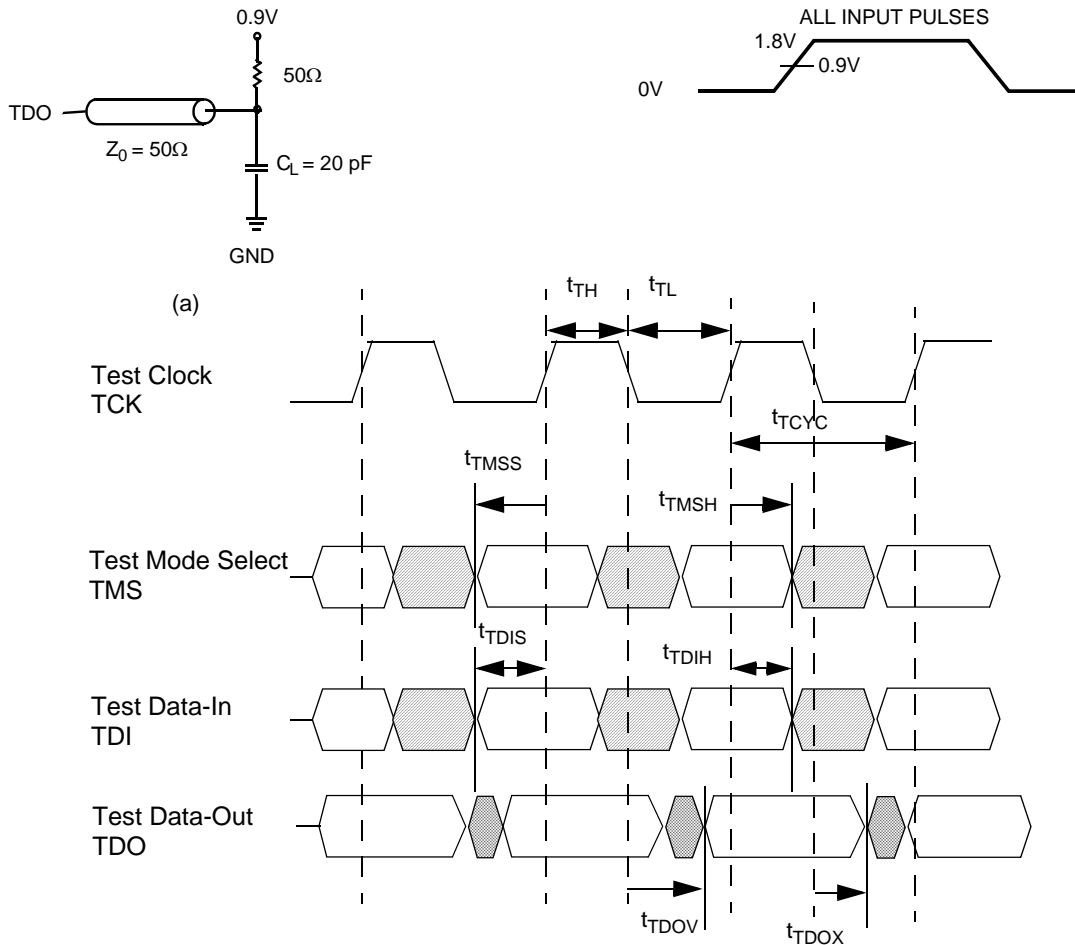 0.9V
50Ω
TDO
Z0 = 50Ω
CL = 20 pF
GND
(a)
ALL INPUT PULSES
1.8V
0.9V
0V
tTH
tTL
Test Clock
TCK
tTCYC
tTMSS
tTMSH
Test Mode Select
TMS
tTDIS
tTDIH
Test Data-In
TDI
Test Data-Out
TDO
tTDOV
tTDOX